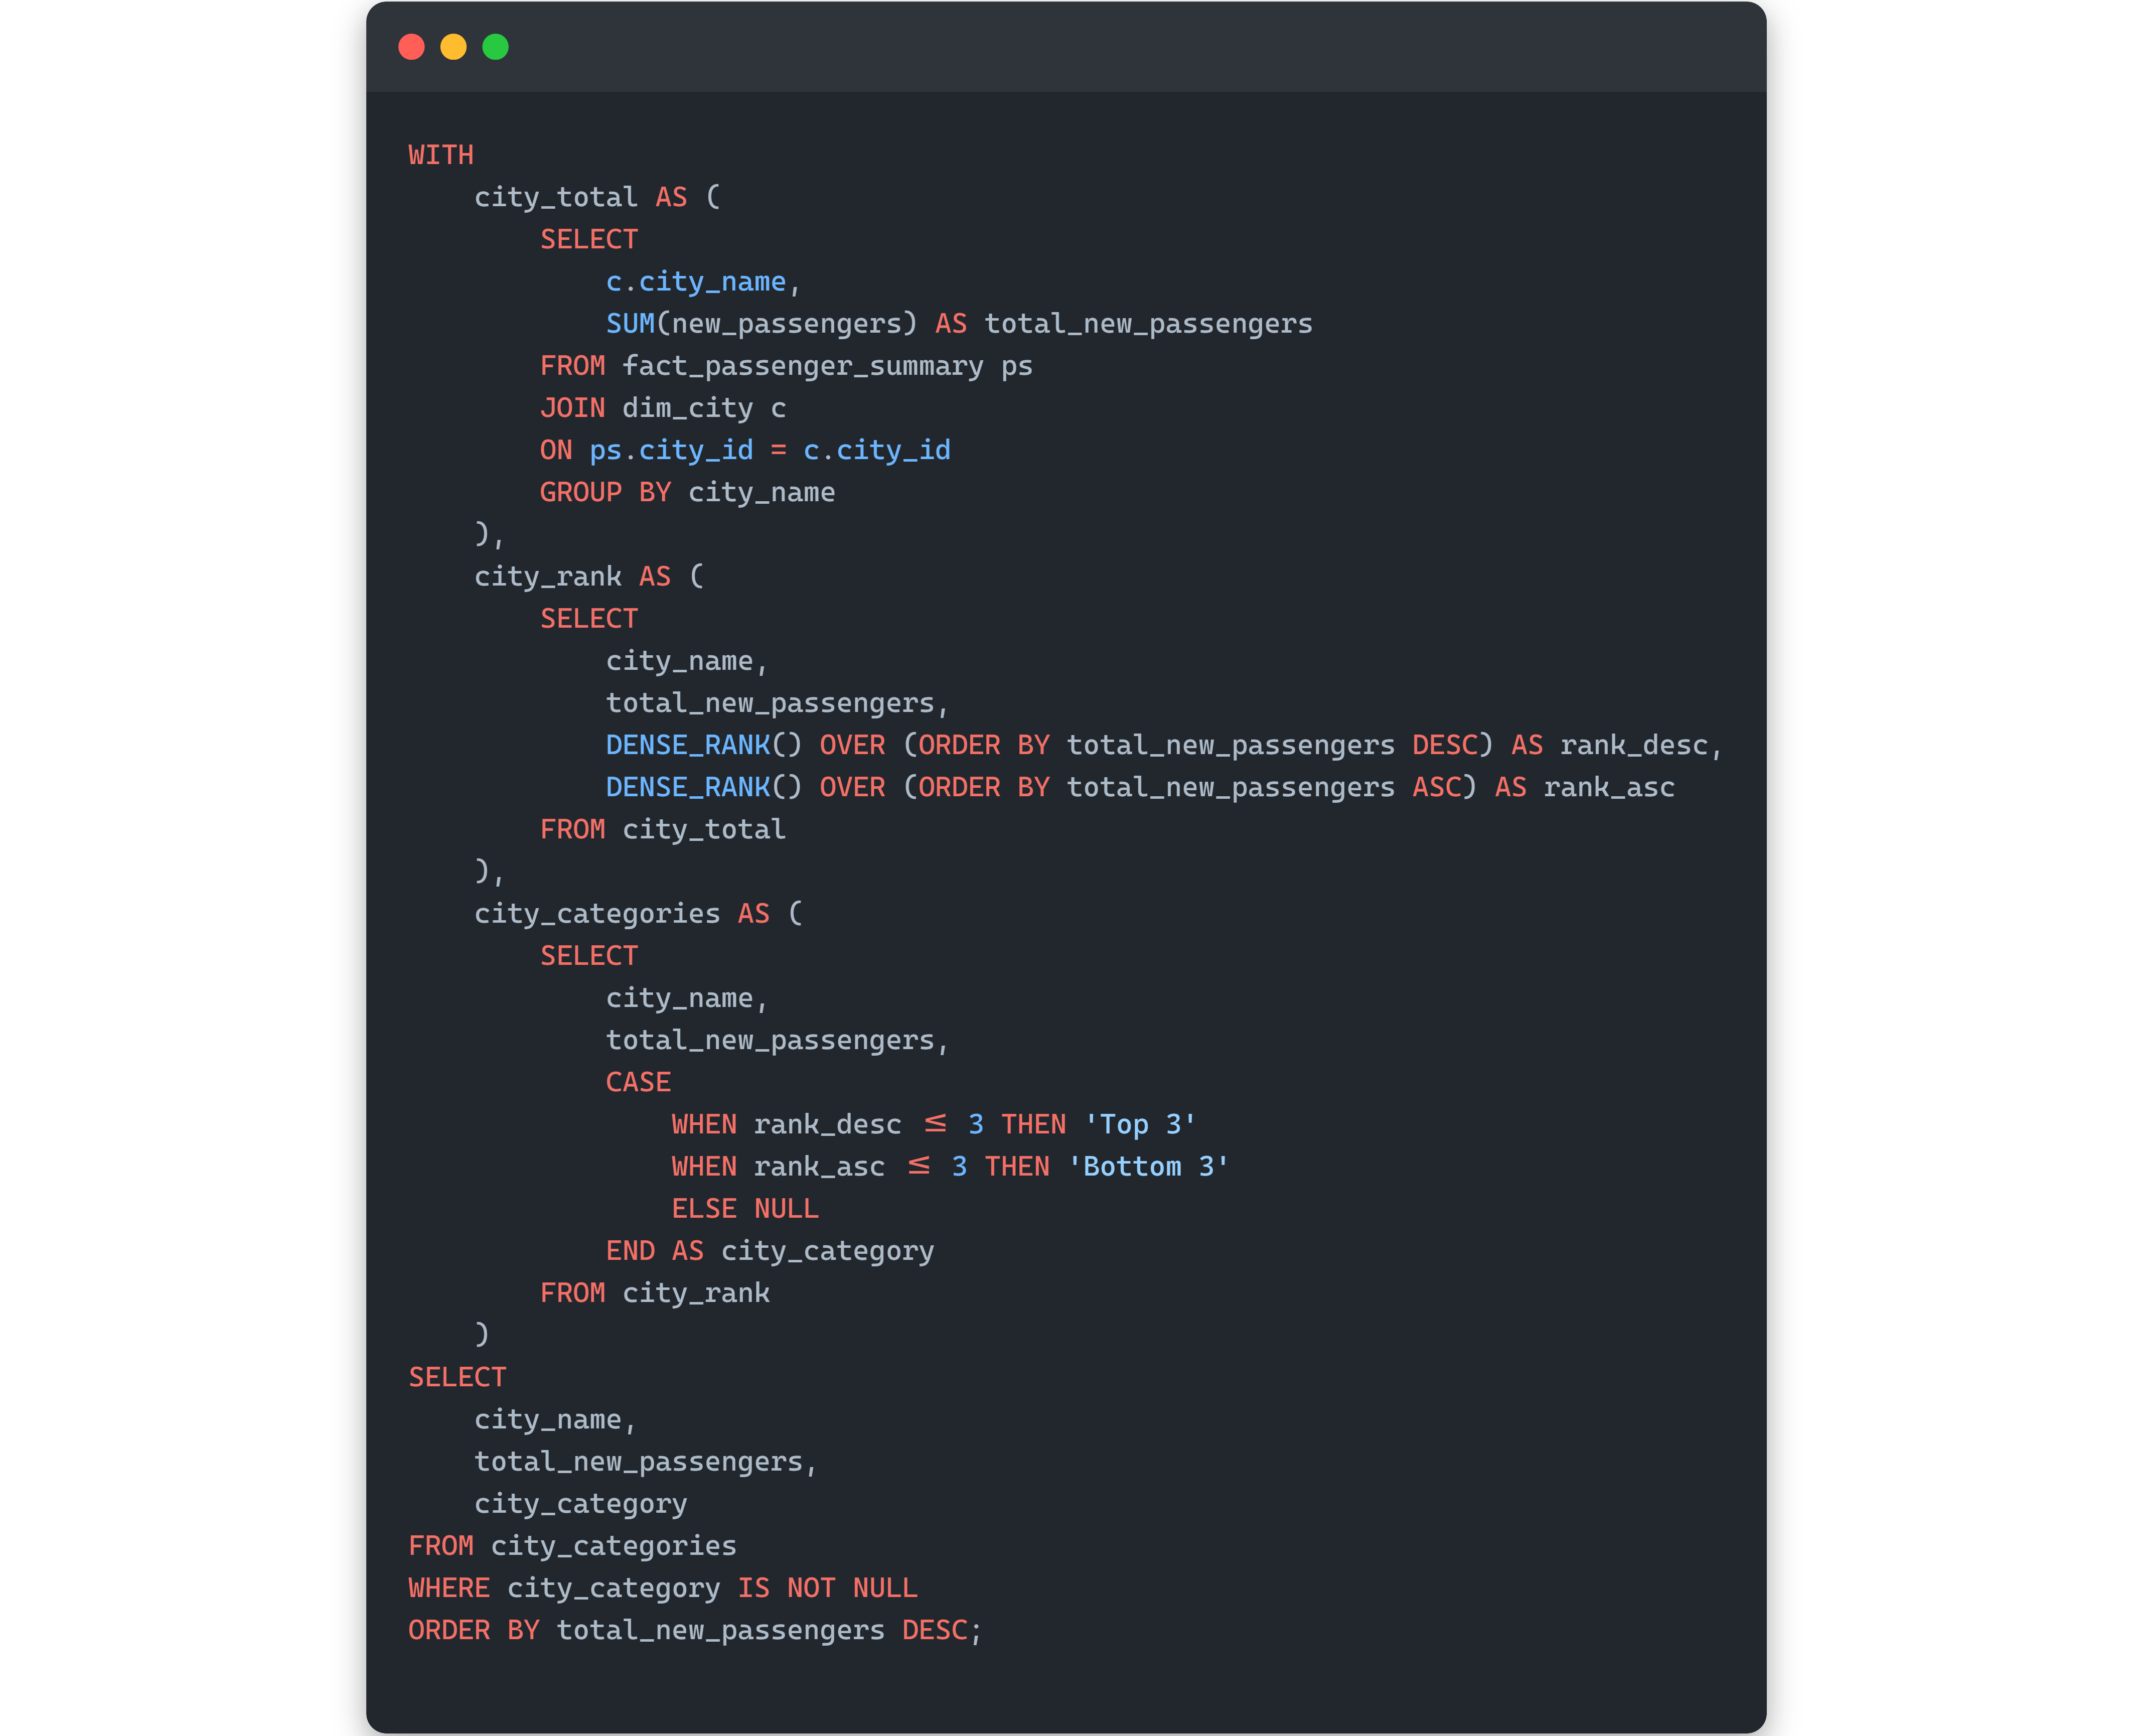 WITH
    city_total AS (
        SELECT
            c.city_name,
            SUM(new_passengers) AS total_new_passengers
        FROM fact_passenger_summary ps
        JOIN dim_city c
        ON ps.city_id = c.city_id
        GROUP BY city_name
    ),
    city_rank AS (
        SELECT
            city_name,
            total_new_passengers,
            DENSE_RANK() OVER (ORDER BY total_new_passengers DESC) AS rank_desc,
            DENSE_RANK() OVER (ORDER BY total_new_passengers ASC) AS rank_asc
        FROM city_total
    ),
    city_categories AS (
        SELECT
            city_name,
            total_new_passengers,
            CASE
                WHEN rank_desc ≤ 3 THEN 'Top 3'
                WHEN rank_asc ≤ 3 THEN 'Bottom 3'
                ELSE NULL
            END AS city_category
        FROM city_rank
    )
SELECT
    city_name,
    total_new_passengers,
    city_category
FROM city_categories
WHERE city_category IS NOT NULL
ORDER BY total_new_passengers DESC;